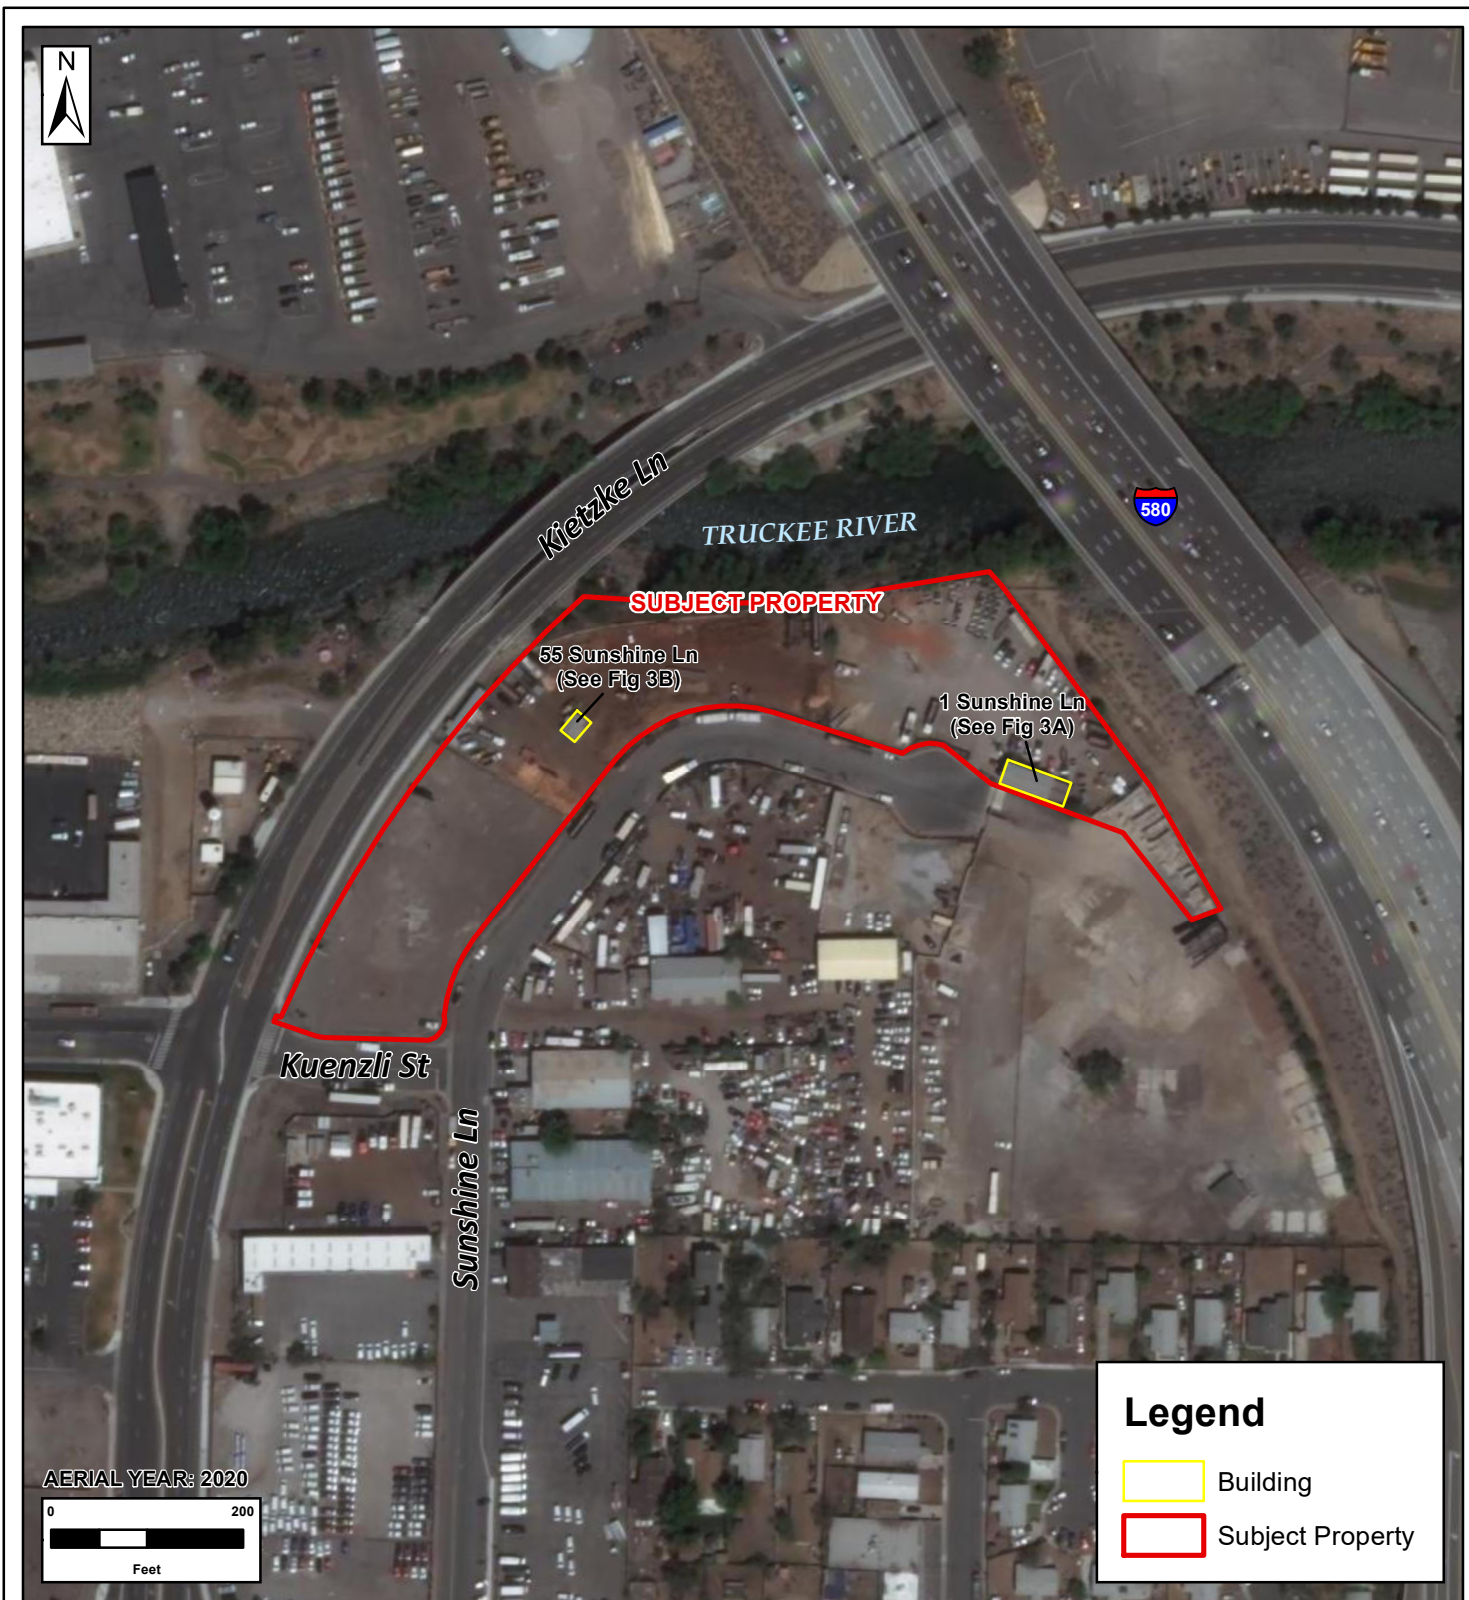 N
Kietzke Ln
TRUCKEE RIVER
580
SUBJECT PROPERTY
55 Sunshine Ln
(See Fig 3B)
1 Sunshine Ln
(See Fig 3A)
Kuenzli St
Sunshine Ln
AERIAL YEAR: 2020
0 200
Feet
Legend
Building
Subject Property